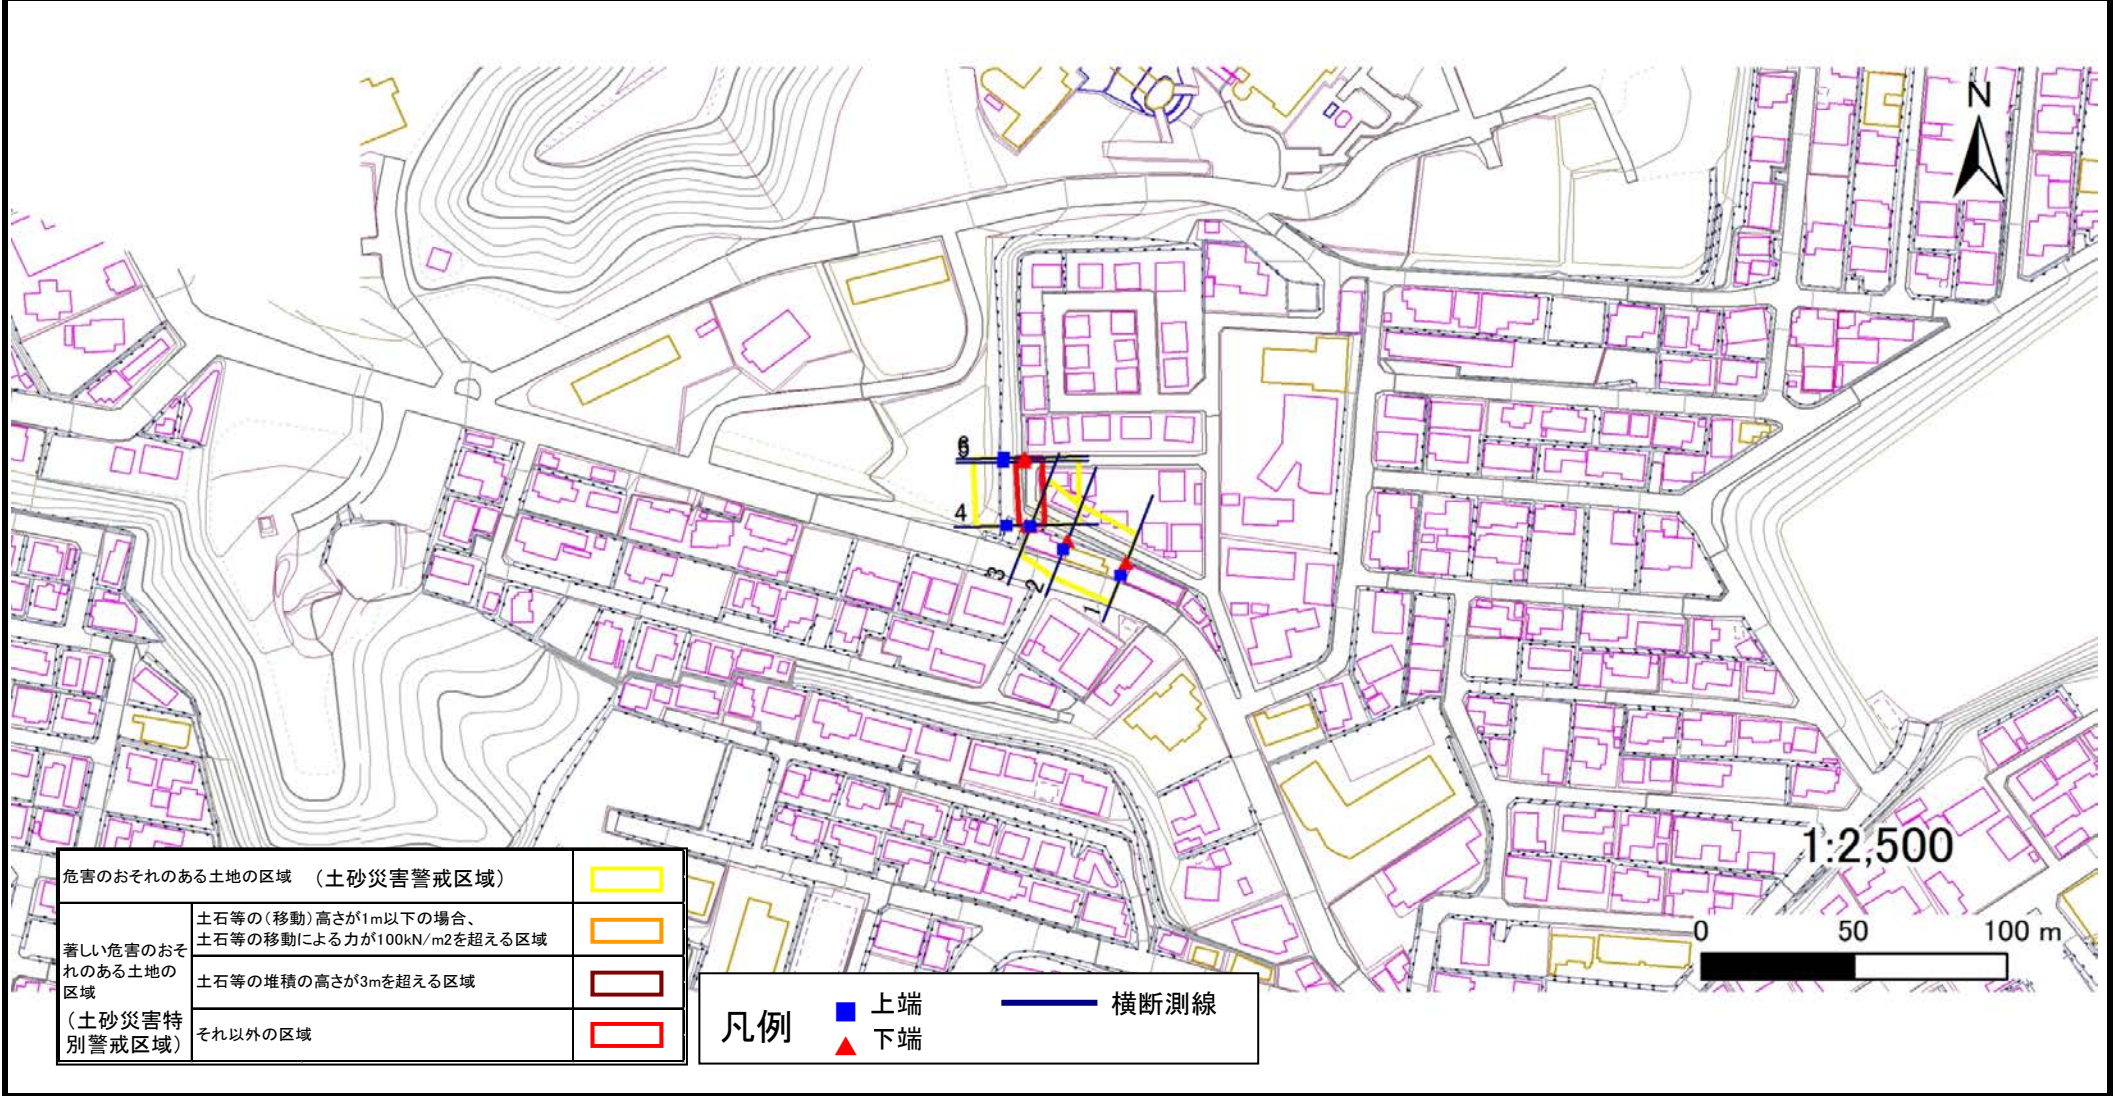 N
6
4
3
2
1
1:2,500
0 50 100 m
危害のおそれのある土地の区域 （土砂災害警戒区域）
著しい危害のおそ
れのある土地の
区域
（土砂災害特
別警戒区域）
土石等の（移動）高さが1m以下の場合、
土石等の移動による力が100kN/m2を超える区域
土石等の堆積の高さが3mを超える区域
それ以外の区域
凡例
上端
下端
横断測線